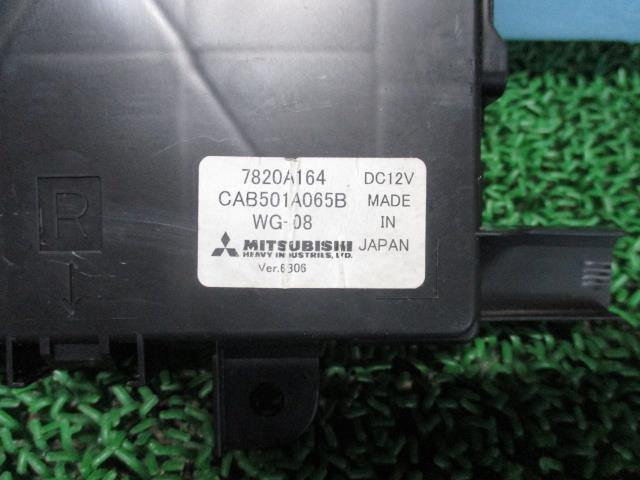 R
7820A164 DC12V
CAB501A065B MADE
WG-08 IN
MITSUBISHI JAPAN
HEAVY INDUSTRIES, LTD.
Ver.6306